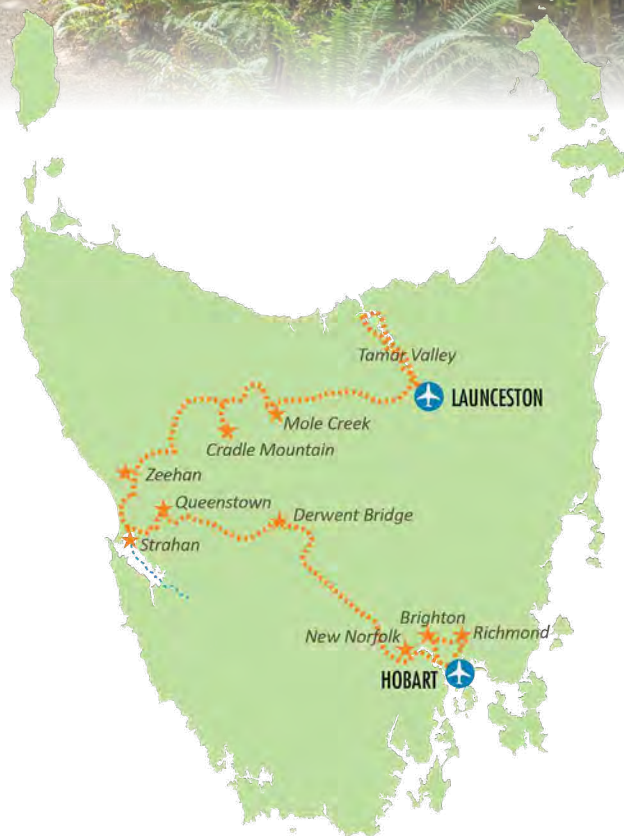 Tamar Valley
LAUNCESTON
Mole Creek
Cradle Mountain
Zeehan
Queenstown
Derwent Bridge
Strahan
Brighton
New Norfolk
Richmond
HOBART